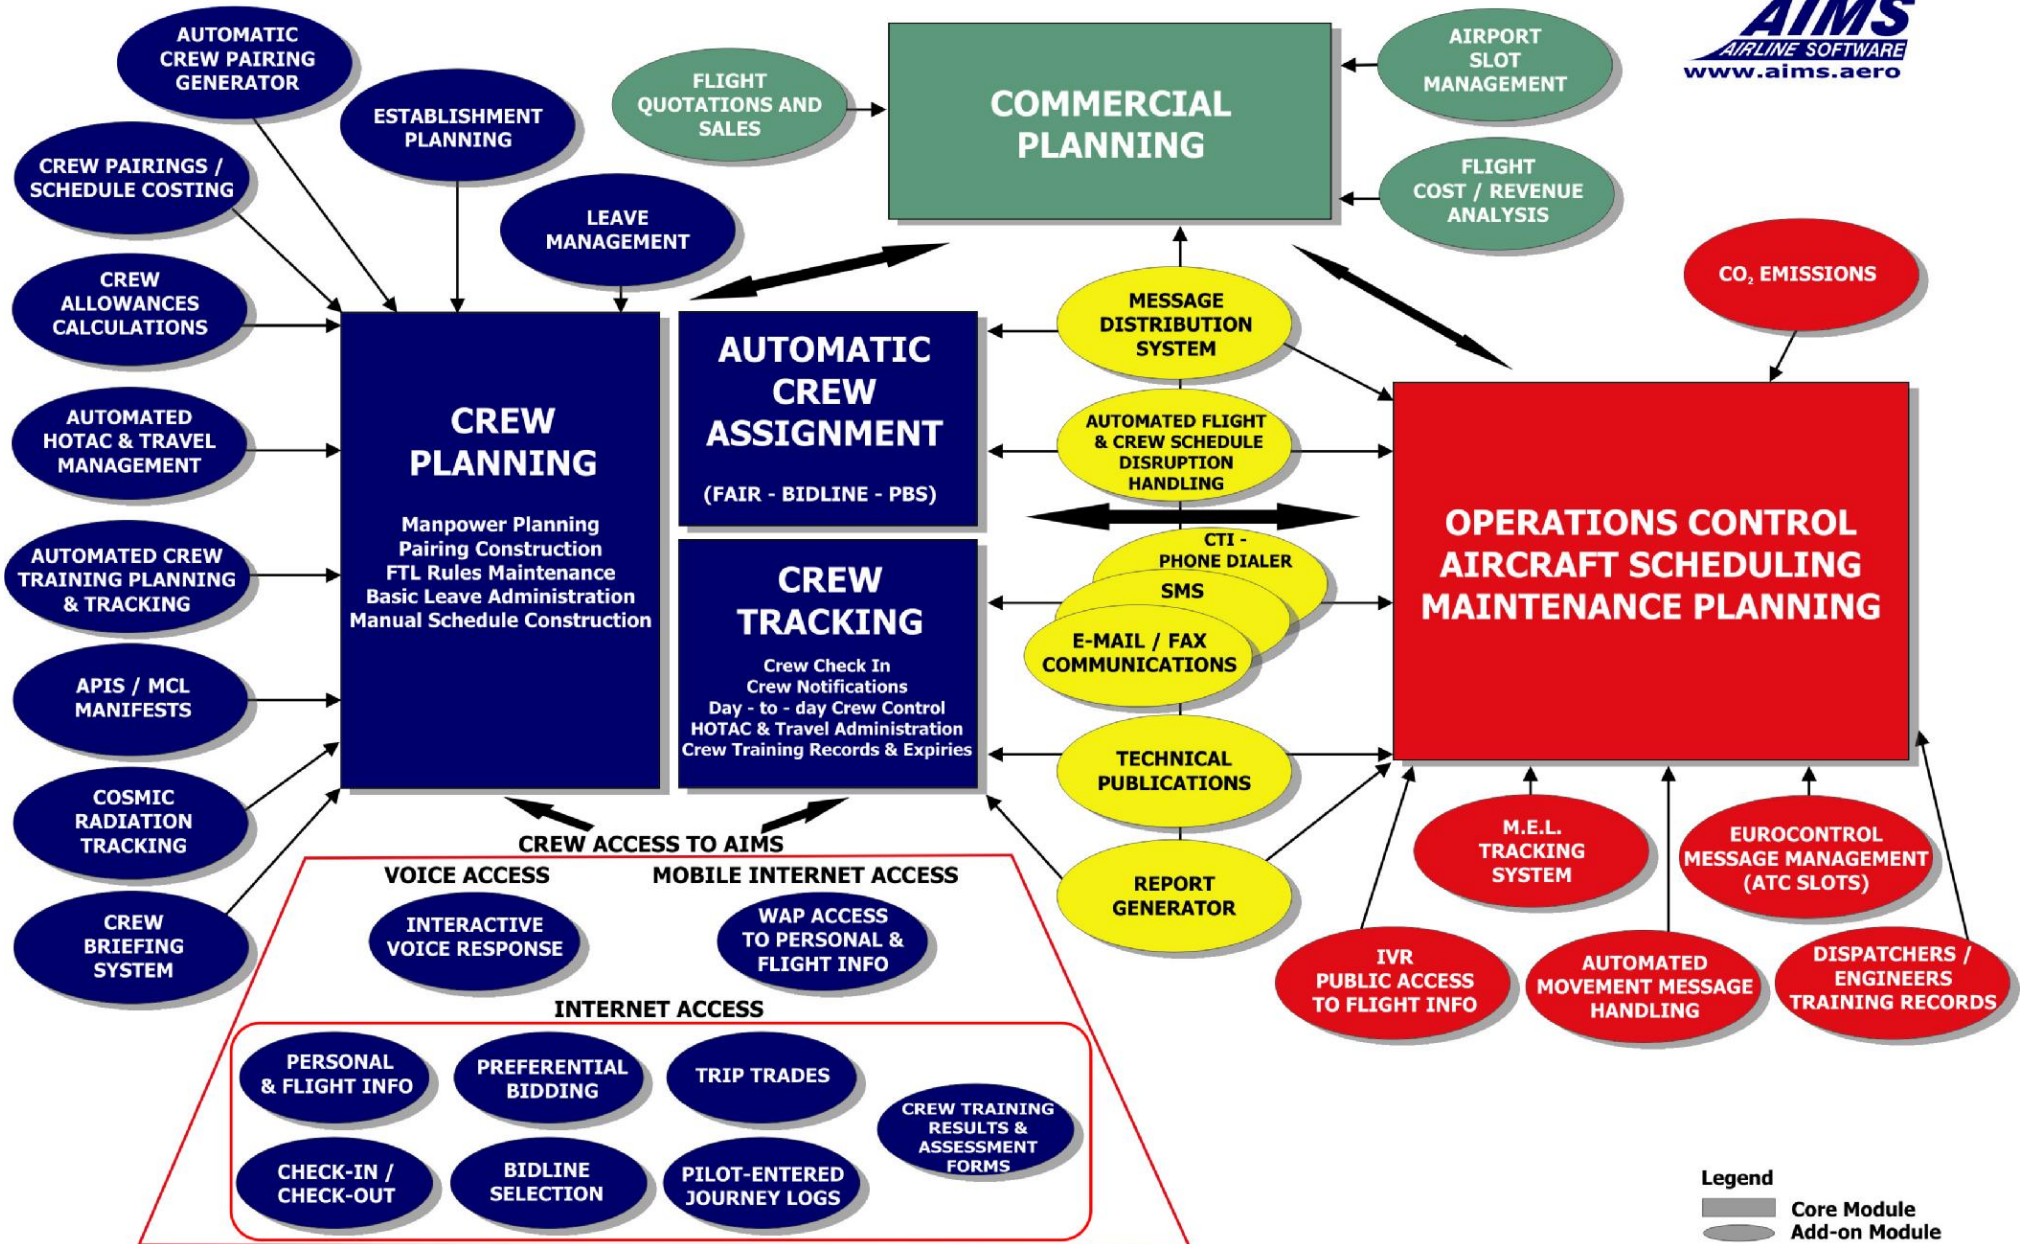 AIMS
AIRLINE SOFTWARE
www.aims.aero
AUTOMATIC
CREW PAIRING
GENERATOR
ESTABLISHMENT
PLANNING
CREW PAIRINGS /
SCHEDULE COSTING
LEAVE
MANAGEMENT
CREW
ALLOWANCES
CALCULATIONS
AUTOMATED
HOTAC & TRAVEL
MANAGEMENT
AUTOMATED CREW
TRAINING PLANNING
& TRACKING
APIS / MCL
MANIFESTS
COSMIC
RADIATION
TRACKING
CREW
BRIEFING
SYSTEM
FLIGHT
QUOTATIONS AND
SALES
COMMERCIAL
PLANNING
AIRPORT
SLOT
MANAGEMENT
FLIGHT
COST / REVENUE
ANALYSIS
CREW
PLANNING
Manpower Planning
Pairing Construction
FTL Rules Maintenance
Basic Leave Administration
Manual Schedule Construction
AUTOMATIC
CREW
ASSIGNMENT
(FAIR - BIDLINE - PBS)
CREW
TRACKING
Crew Check In
Crew Notifications
Day - to - day Crew Control
HOTAC & Travel Administration
Crew Training Records & Expiries
MESSAGE
DISTRIBUTION
SYSTEM
AUTOMATED FLIGHT
& CREW SCHEDULE
DISRUPTION
HANDLING
CTI -
PHONE DIALER
SMS
E-MAIL / FAX
COMMUNICATIONS
TECHNICAL
PUBLICATIONS
REPORT
GENERATOR
CO₂ EMISSIONS
OPERATIONS CONTROL
AIRCRAFT SCHEDULING
MAINTENANCE PLANNING
M.E.L.
TRACKING
SYSTEM
EUROCONTROL
MESSAGE MANAGEMENT
(ATC SLOTS)
IVR
PUBLIC ACCESS
TO FLIGHT INFO
AUTOMATED
MOVEMENT MESSAGE
HANDLING
DISPATCHERS /
ENGINEERS
TRAINING RECORDS
CREW ACCESS TO AIMS
VOICE ACCESS
MOBILE INTERNET ACCESS
INTERACTIVE
VOICE RESPONSE
WAP ACCESS
TO PERSONAL &
FLIGHT INFO
INTERNET ACCESS
PERSONAL
& FLIGHT INFO
PREFERENTIAL
BIDDING
TRIP TRADES
CREW TRAINING
RESULTS &
ASSESSMENT
FORMS
CHECK-IN /
CHECK-OUT
BIDLINE
SELECTION
PILOT-ENTERED
JOURNEY LOGS
Legend
Core Module
Add-on Module